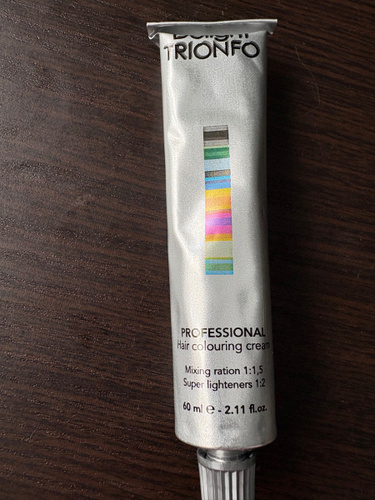 Delight
TRIONFO
PROFESSIONAL
Hair colouring cream
Mixing ration 1:1,5
Super lighteners 1:2
60 ml ℮ - 2.11 fl.oz.